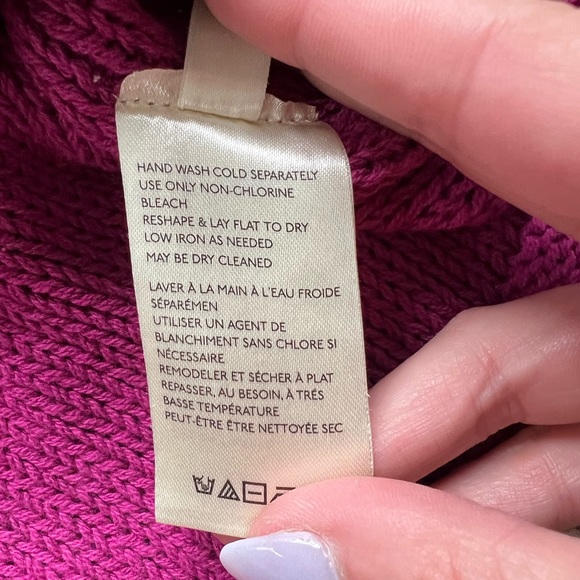 HAND WASH COLD SEPARATELY
USE ONLY NON-CHLORINE
BLEACH
RESHAPE & LAY FLAT TO DRY
LOW IRON AS NEEDED
MAY BE DRY CLEANED
LAVER À LA MAIN À L'EAU FROIDE
SÉPARÉMEN
UTILISER UN AGENT DE
BLANCHIMENT SANS CHLORE SI
NÉCESSAIRE
REMODELER ET SÉCHER À PLAT
REPASSER, AU BESOIN, À TRÉS
BASSE TEMPÉRATURE
PEUT-ÊTRE ÊTRE NETTOYÉE SEC